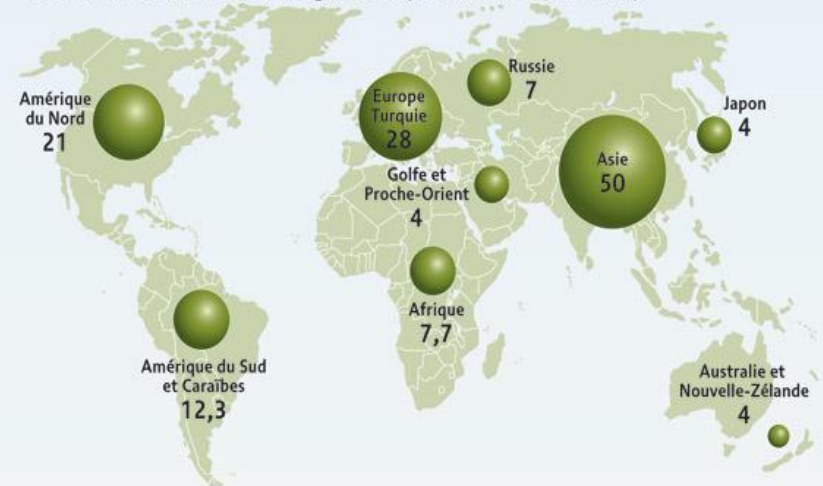 Amérique
du Nord
21
Europe
Turquie
28
Russie
7
Japon
4
Asie
50
Golfe et
Proche-Orient
4
Afrique
7,7
Amérique du Sud
et Caraïbes
12,3
Australie et
Nouvelle-Zélande
4